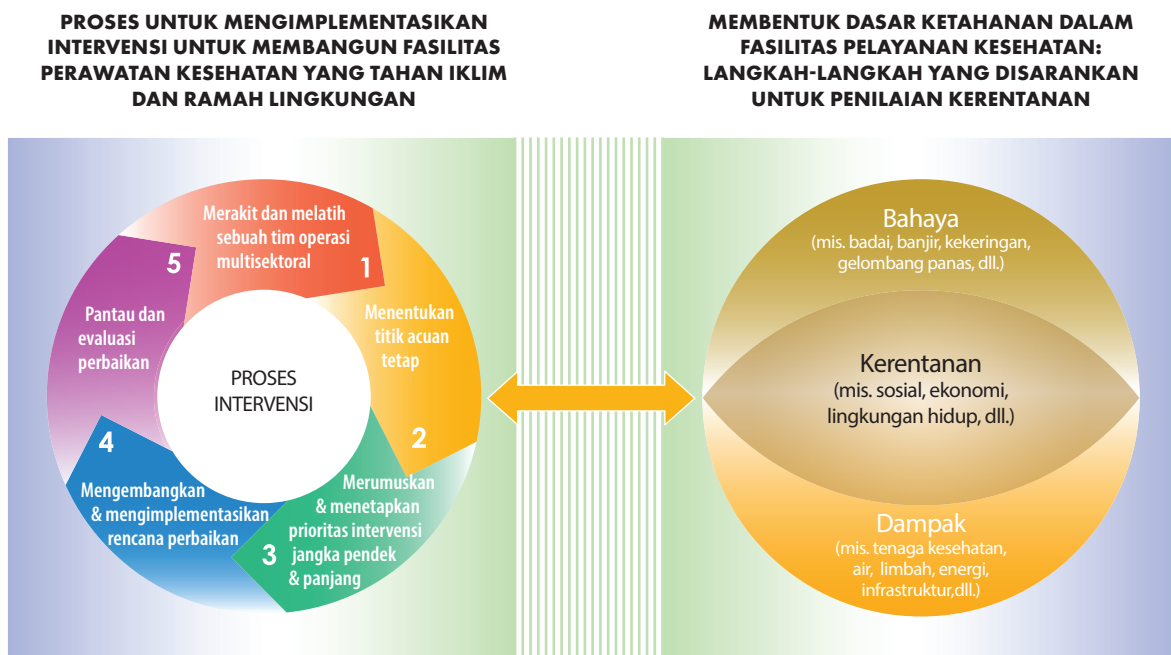 PROSES UNTUK MENGIMPLEMENTASIKAN
INTERVENSI UNTUK MEMBANGUN FASILITAS
PERAWATAN KESEHATAN YANG TAHAN IKLIM
DAN RAMAH LINGKUNGAN
MEMBENTUK DASAR KETAHANAN DALAM
FASILITAS PELAYANAN KESEHATAN:
LANGKAH-LANGKAH YANG DISARANKAN
UNTUK PENILAIAN KERENTANAN
Merakit dan melatih
sebuah tim operasi
multisektoral
1
Menentukan
titik acuan
tetap
2
Merumuskan
& menetapkan
prioritas intervensi
jangka pendek
& panjang
3
Mengembangkan
& mengimplementasikan
rencana perbaikan
4
Pantau dan
evaluasi
perbaikan
5
PROSES
INTERVENSI
Bahaya
(mis. badai, banjir, kekeringan,
gelombang panas, dll.)
Kerentanan
(mis. sosial, ekonomi,
lingkungan hidup, dll.)
Dampak
(mis. tenaga kesehatan,
air, limbah, energi,
infrastruktur,dll.)